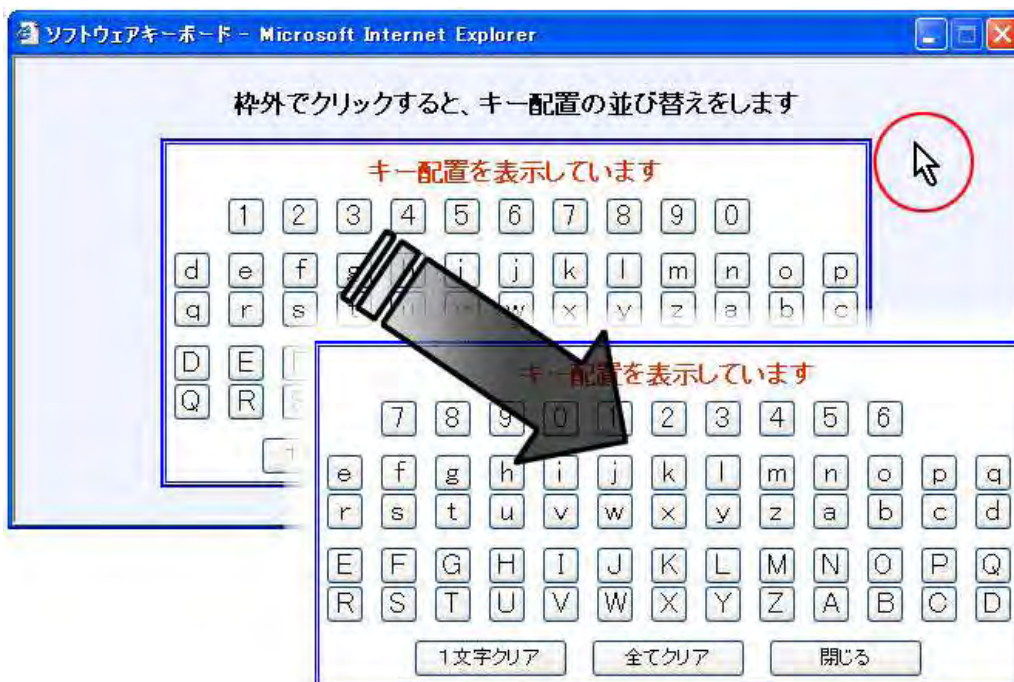 ソフトウェアキーボード - Microsoft Internet Explorer
枠外でクリックすると、キー配置の並び替えをします
キー配置を表示しています
1 2 3 4 5 6 7 8 9 0
d e f g h i j k l m n o p
q r s t u w x y z a b c
D E
Q R
キー配置を表示しています
7 8 9 0 1 2 3 4 5 6
e f g h i j k l m n o p q
r s t u v w x y z a b c d
E F G H I J K L M N O P Q
R S T U V W X Y Z A B C D
1文字クリア 全てクリア 閉じる